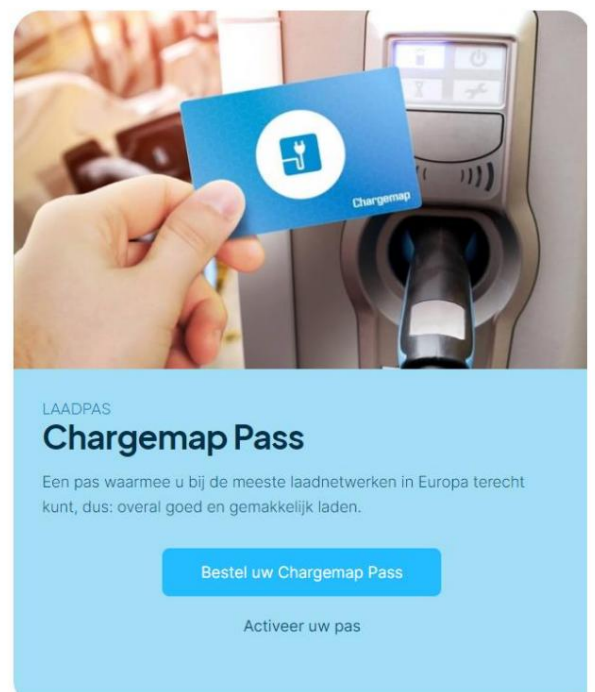 Chargemap
LAADPAS
Chargemap Pass
Een pas waarmee u bij de meeste laadnetwerken in Europa terecht
kunt, dus: overal goed en gemakkelijk laden.
Bestel uw Chargemap Pass
Activeer uw pas